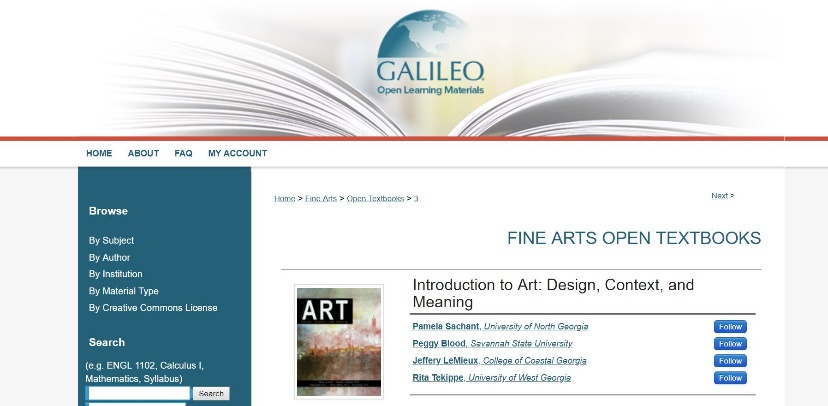 GALILEO
Open Learning Materials
HOME ABOUT FAQ MY ACCOUNT
Browse
By Subject
By Author
By Institution
By Material Type
By Creative Commons License
Search
(e.g. ENGL 1102, Calculus I,
Mathematics, Syllabus)
Search
Home > Fine Arts > Open Textbooks > 3
Next >
FINE ARTS OPEN TEXTBOOKS
ART
Introduction to Art: Design, Context, and
Meaning
Pamela Sachant, University of North Georgia Follow
Peggy Blood, Savannah State University Follow
Jeffery LeMieux, College of Coastal Georgia Follow
Rita Tekippe, University of West Georgia Follow